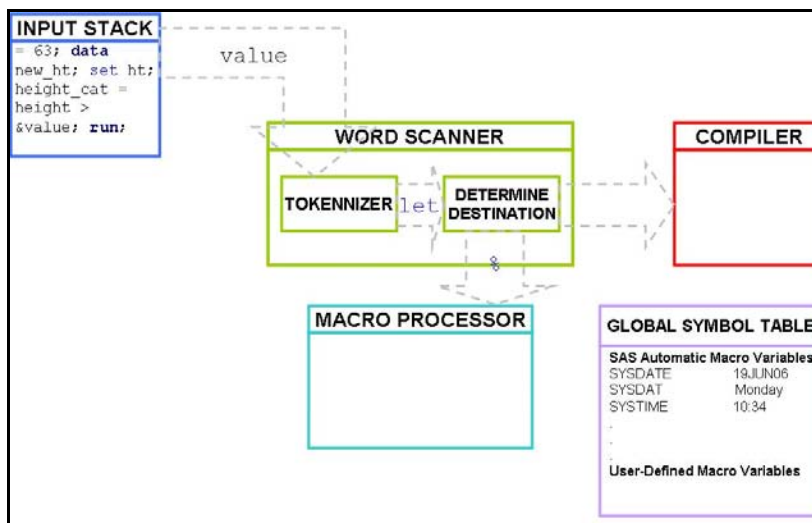 INPUT STACK
= 63; data
new_ht; set ht;
height_cat =
height >
&value; run;
value
WORD SCANNER
TOKENNIZER
let
DETERMINE
DESTINATION
%
COMPILER
MACRO PROCESSOR
GLOBAL SYMBOL TABLE
SAS Automatic Macro Variables
SYSDATE 19JUN06
SYSDAT Monday
SYSTIME 10:34
.
.
.
User-Defined Macro Variables